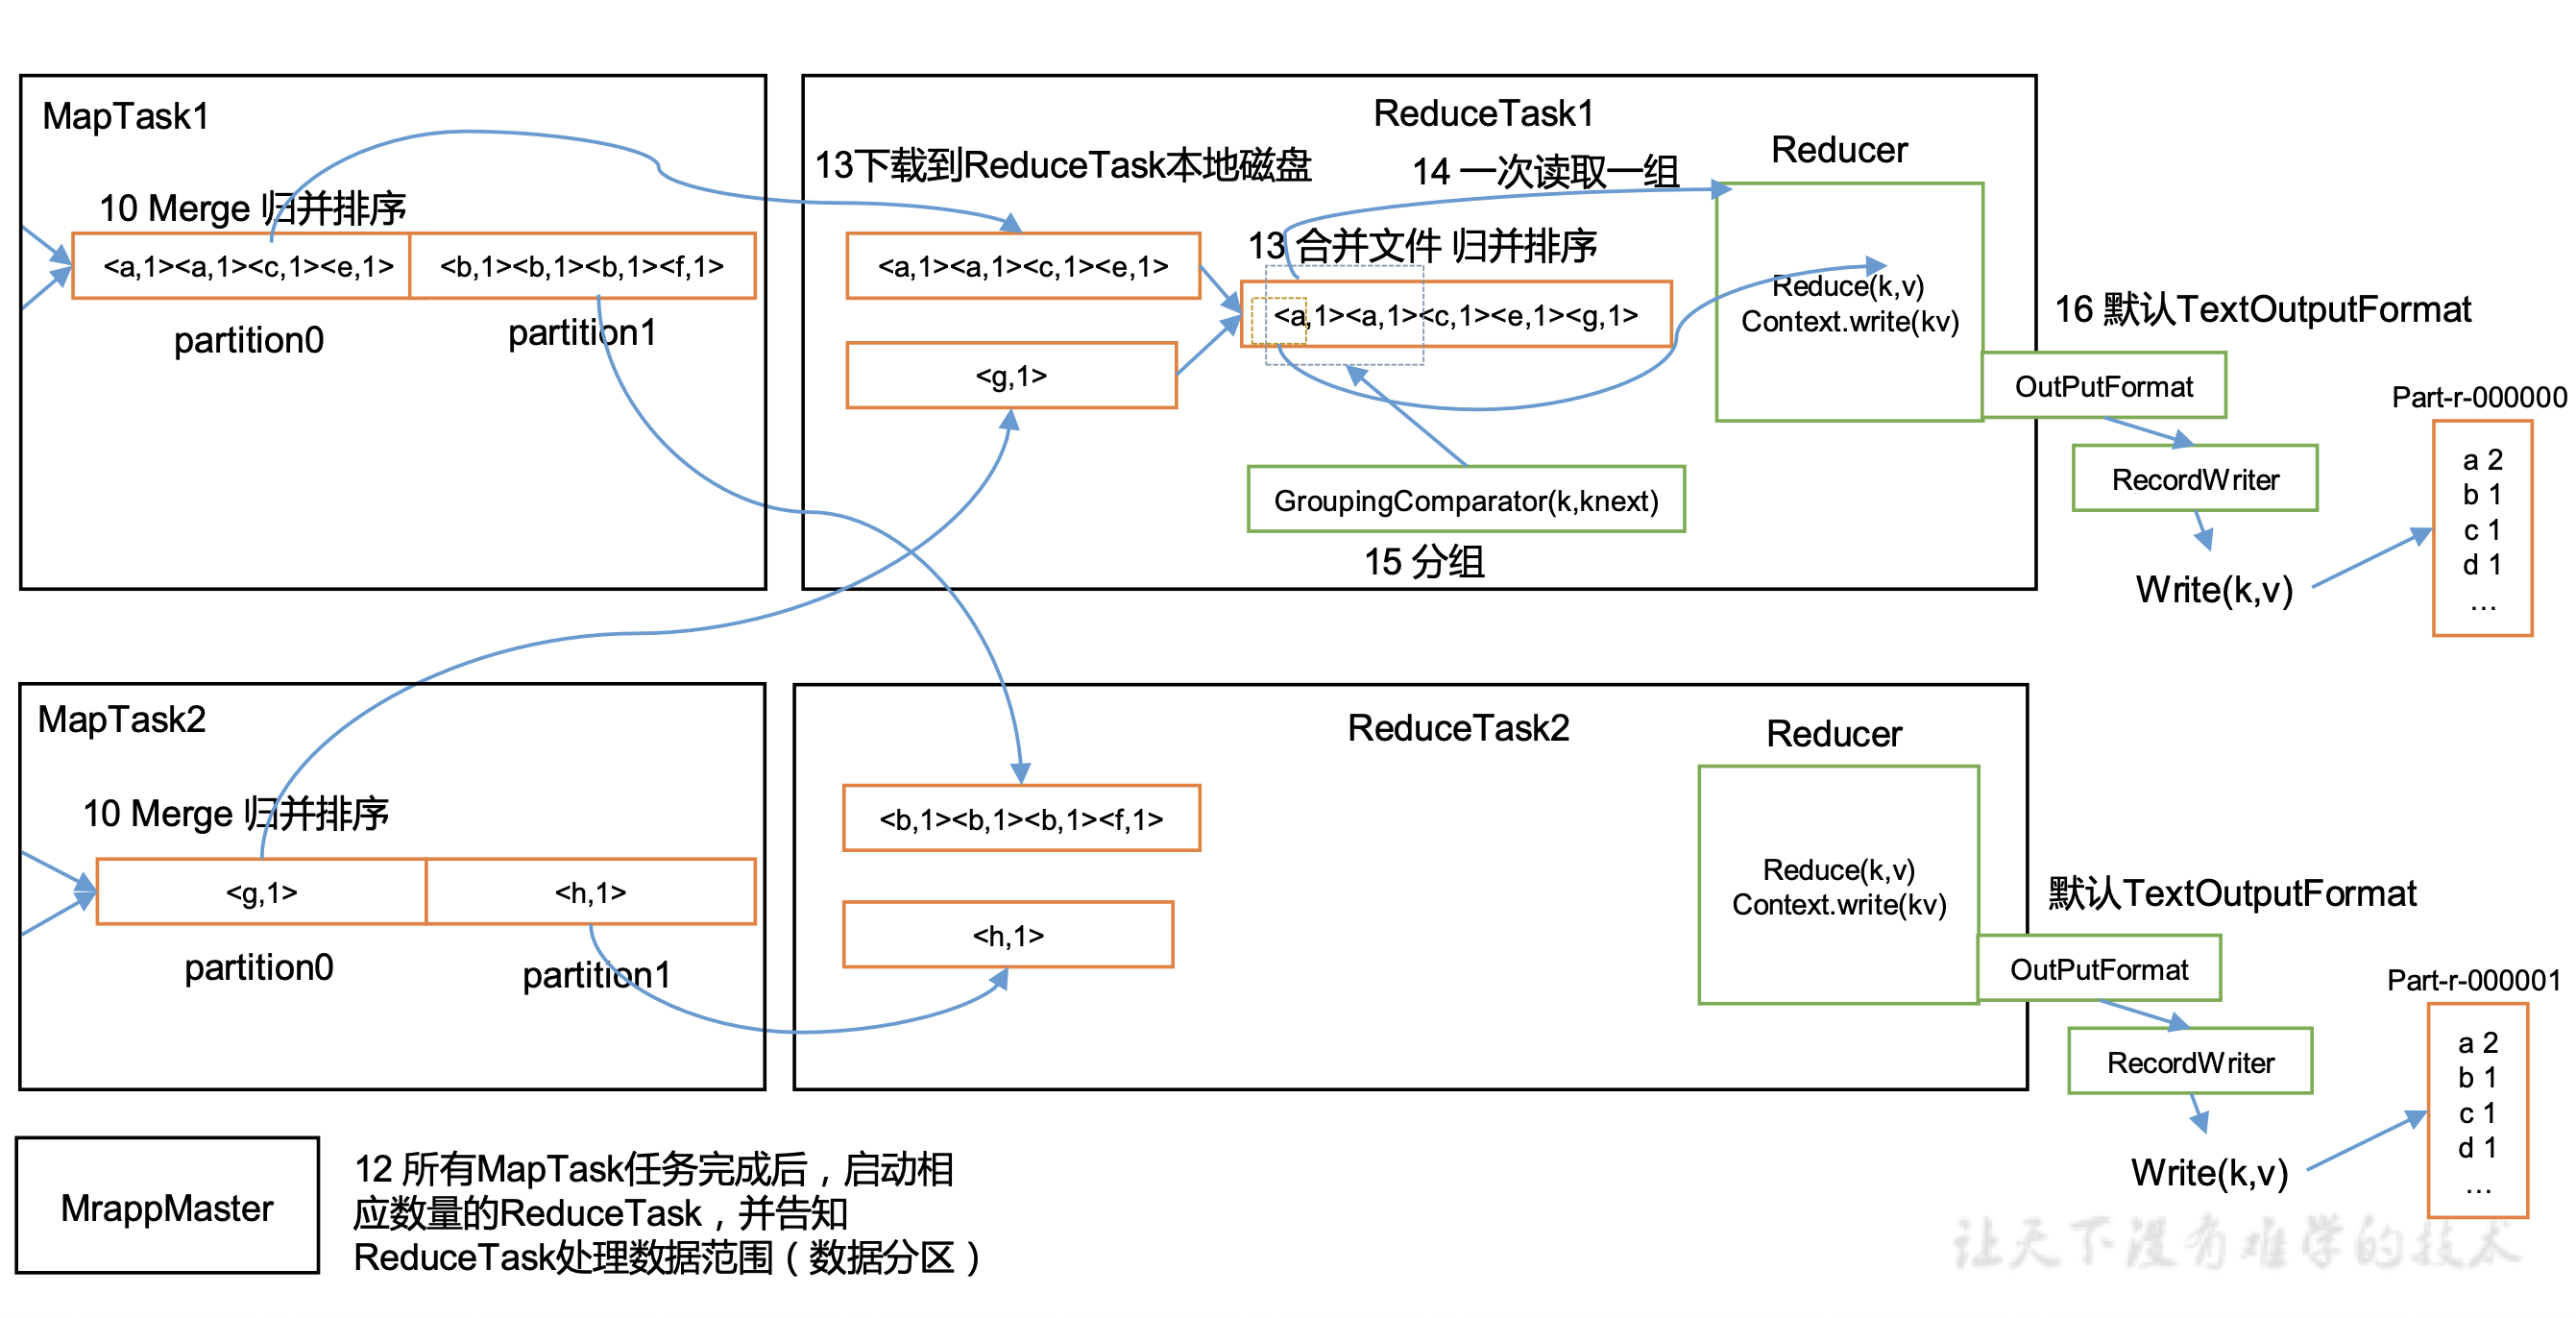 MapTask1
10 Merge 归并排序
<a,1><a,1><c,1><e,1>
<b,1><b,1><b,1><f,1>
partition0
partition1
ReduceTask1
13下载到ReduceTask本地磁盘
14 一次读取一组
Reducer
<a,1><a,1><c,1><e,1>
13 合并文件 归并排序
<a,1><a,1><c,1><e,1><g,1>
<g,1>
Reduce(k,v)
Context.write(kv)
GroupingComparator(k,knext)
15 分组
16 默认TextOutputFormat
OutPutFormat
RecordWriter
Write(k,v)
Part-r-000000
a 2
b 1
c 1
d 1
...
MapTask2
10 Merge 归并排序
<g,1>
<h,1>
partition0
partition1
ReduceTask2
Reducer
<b,1><b,1><b,1><f,1>
<h,1>
Reduce(k,v)
Context.write(kv)
默认TextOutputFormat
OutPutFormat
RecordWriter
Write(k,v)
Part-r-000001
a 2
b 1
c 1
d 1
...
MrappMaster
12 所有MapTask任务完成后，启动相
应数量的ReduceTask，并告知
ReduceTask处理数据范围（数据分区）
让天下没有难学的技术